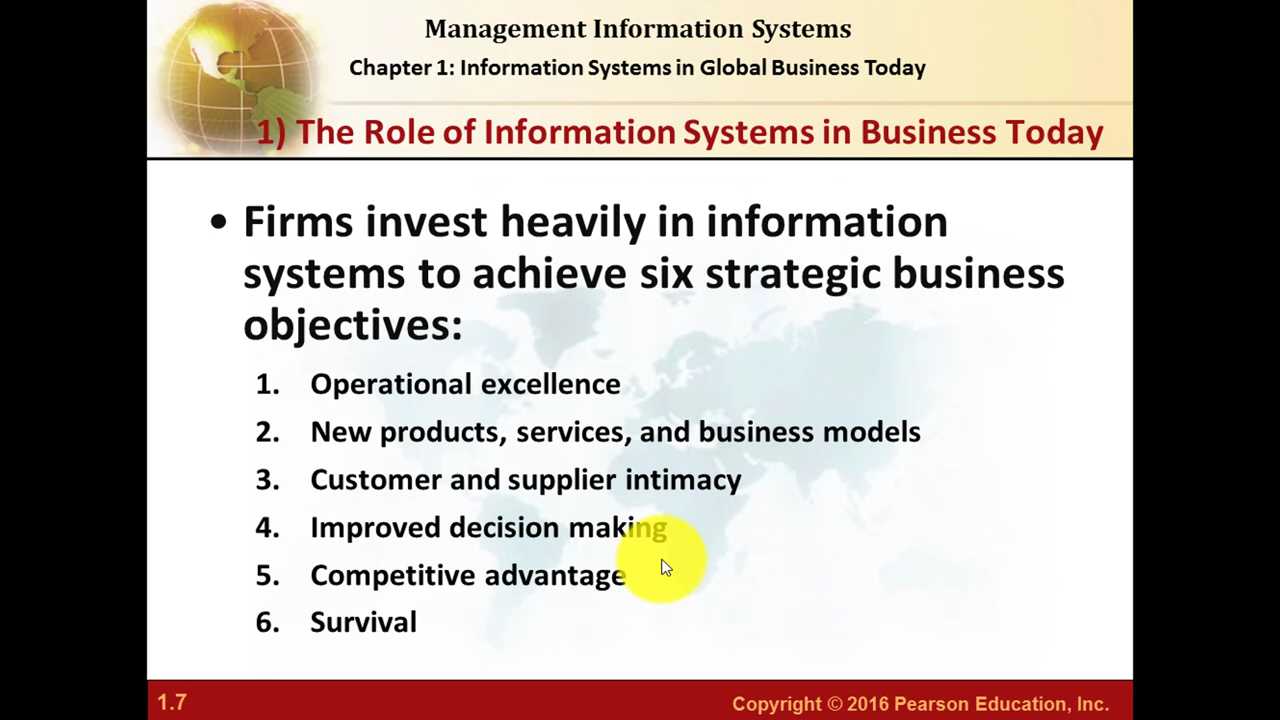 Management Information Systems
Chapter 1: Information Systems in Global Business Today
1) The Role of Information Systems in Business Today
• Firms invest heavily in information
systems to achieve six strategic business
objectives:
1. Operational excellence
2. New products, services, and business models
3. Customer and supplier intimacy
4. Improved decision making
5. Competitive advantage
6. Survival
1.7
Copyright © 2016 Pearson Education, Inc.